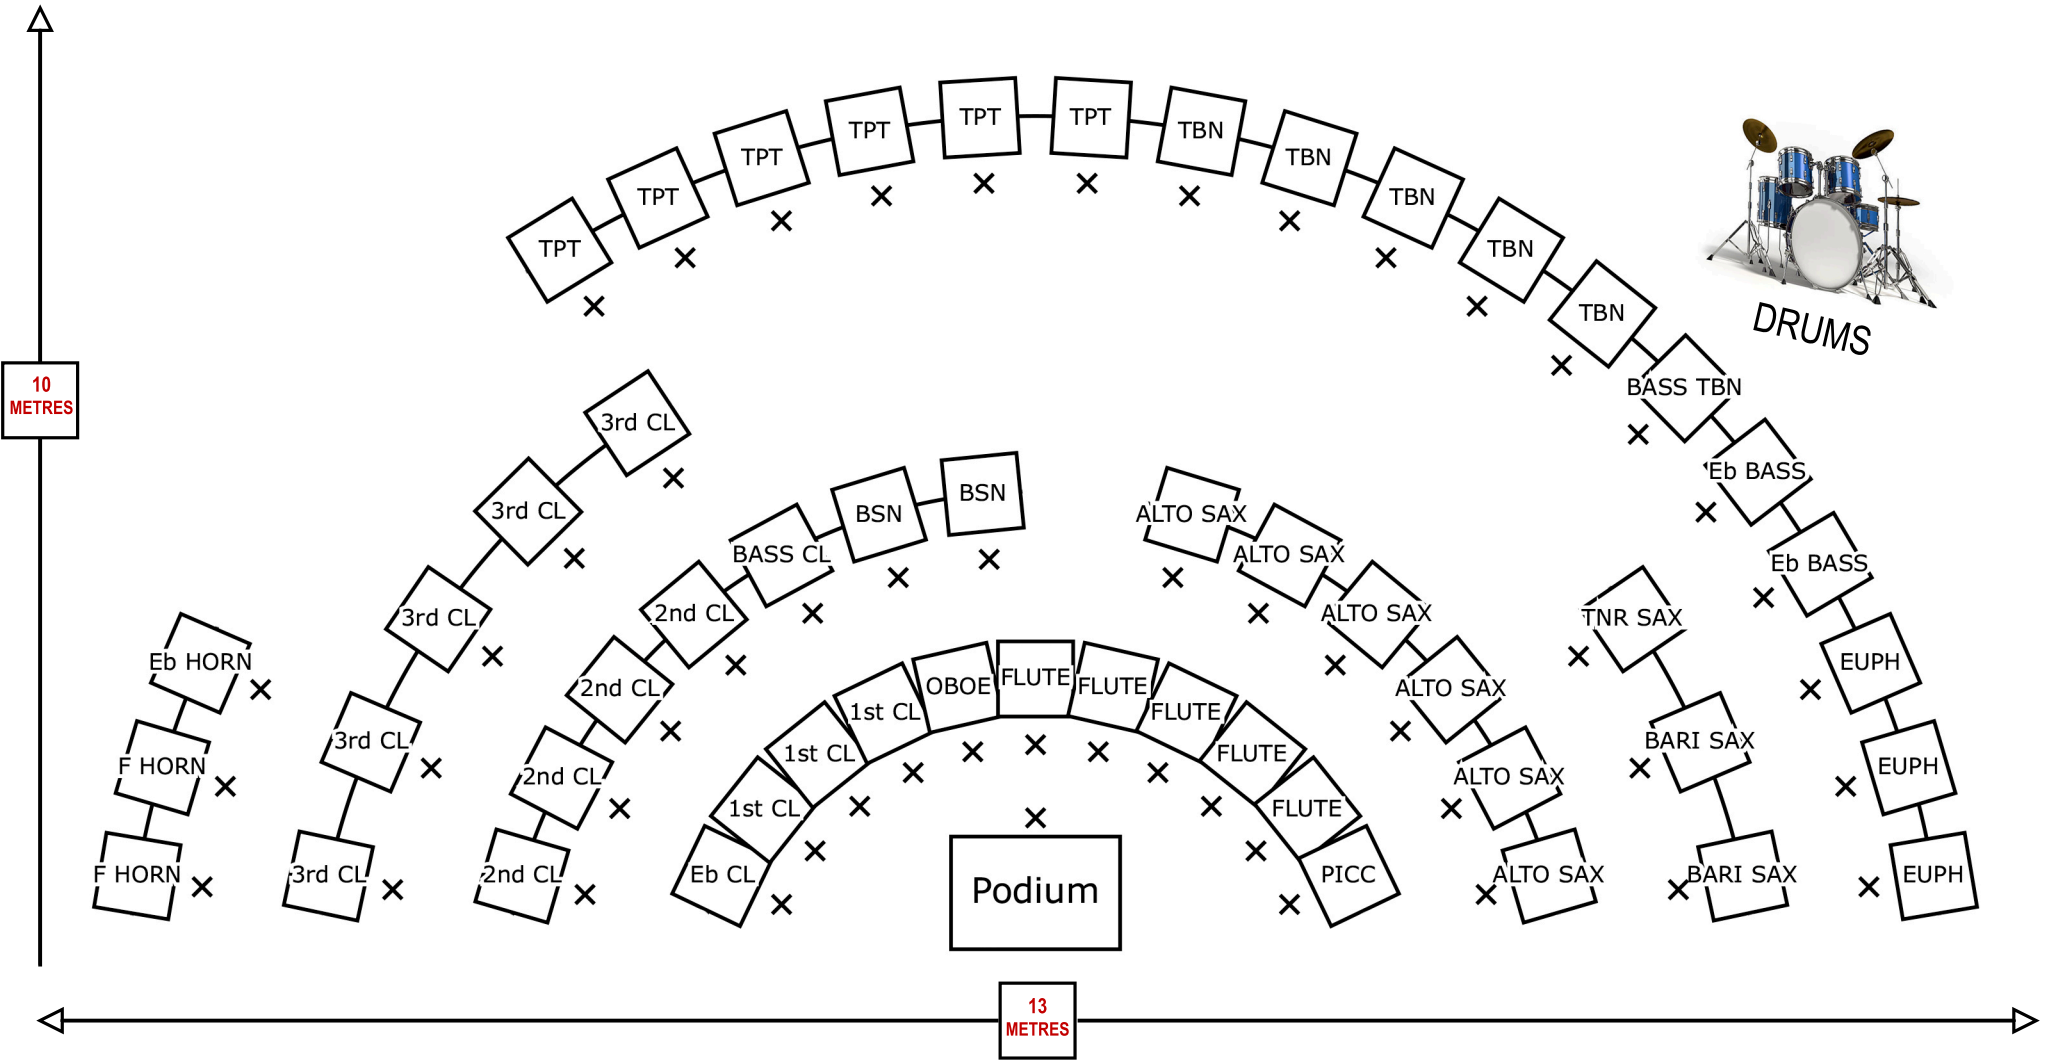 TPT
TPT
TPT
TPT
TPT
TPT
TBN
TBN
TBN
TBN
TBN
BASS TBN
Eb BASS
Eb BASS
EUPH
EUPH
EUPH
DRUMS
10
METRES
3rd CL
3rd CL
3rd CL
3rd CL
3rd CL
Eb HORN
F HORN
F HORN
BSN
BSN
BASS CL
2nd CL
2nd CL
2nd CL
2nd CL
ALTO SAX
ALTO SAX
ALTO SAX
ALTO SAX
ALTO SAX
ALTO SAX
TNR SAX
BARI SAX
BARI SAX
Eb CL
1st CL
1st CL
1st CL
OBOE
FLUTE
FLUTE
FLUTE
FLUTE
FLUTE
PICC
Podium
13
METRES